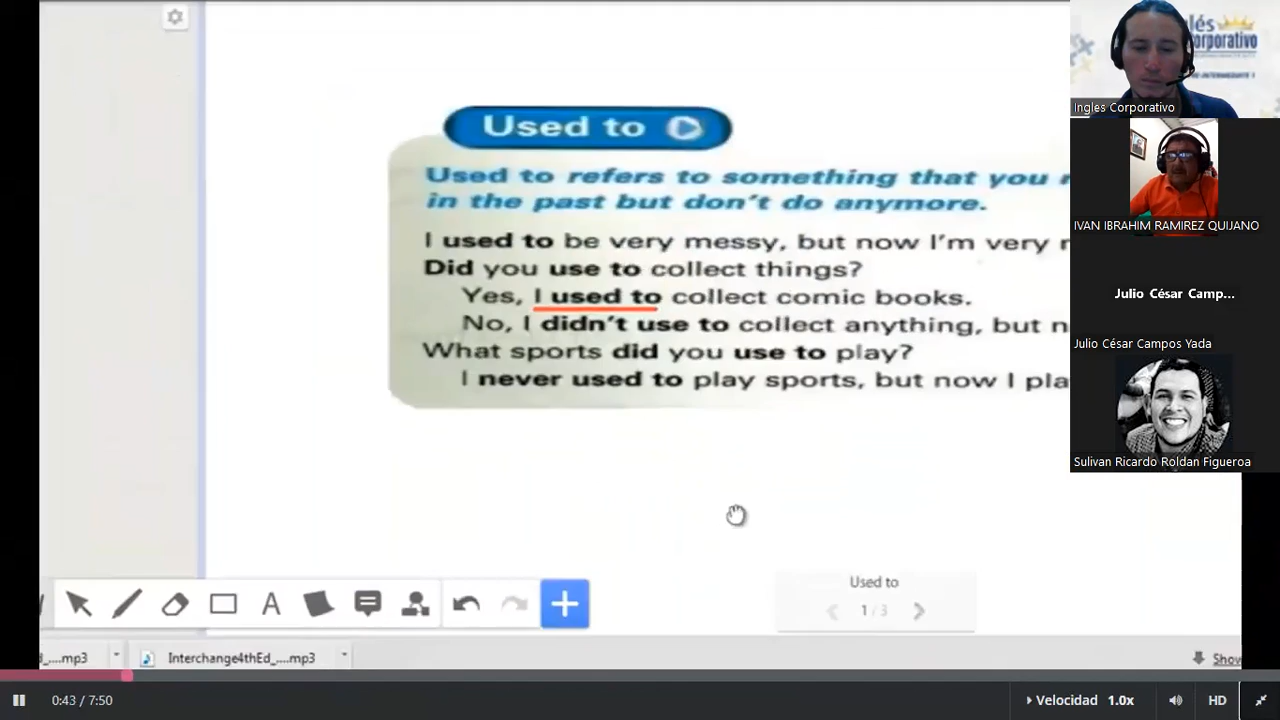 Used to
Used to refers to something that you
in the past but don't do anymore.
I used to be very messy, but now I'm very
Did you use to collect things?
Yes, I used to collect comic books.
No, I didn't use to collect anything, but
What sports did you use to play?
I never used to play sports, but now I
Used to
1 / 3
Interchange4thEd_....mp3
0:43 / 7:50
Velocidad 1.0x
HD
Ingles Corporativo
IVAN IBRAHIM RAMIREZ QUIJANO
Julio César Camp...
Julio César Campos Yada
Sulivan Ricardo Roldan Figueroa